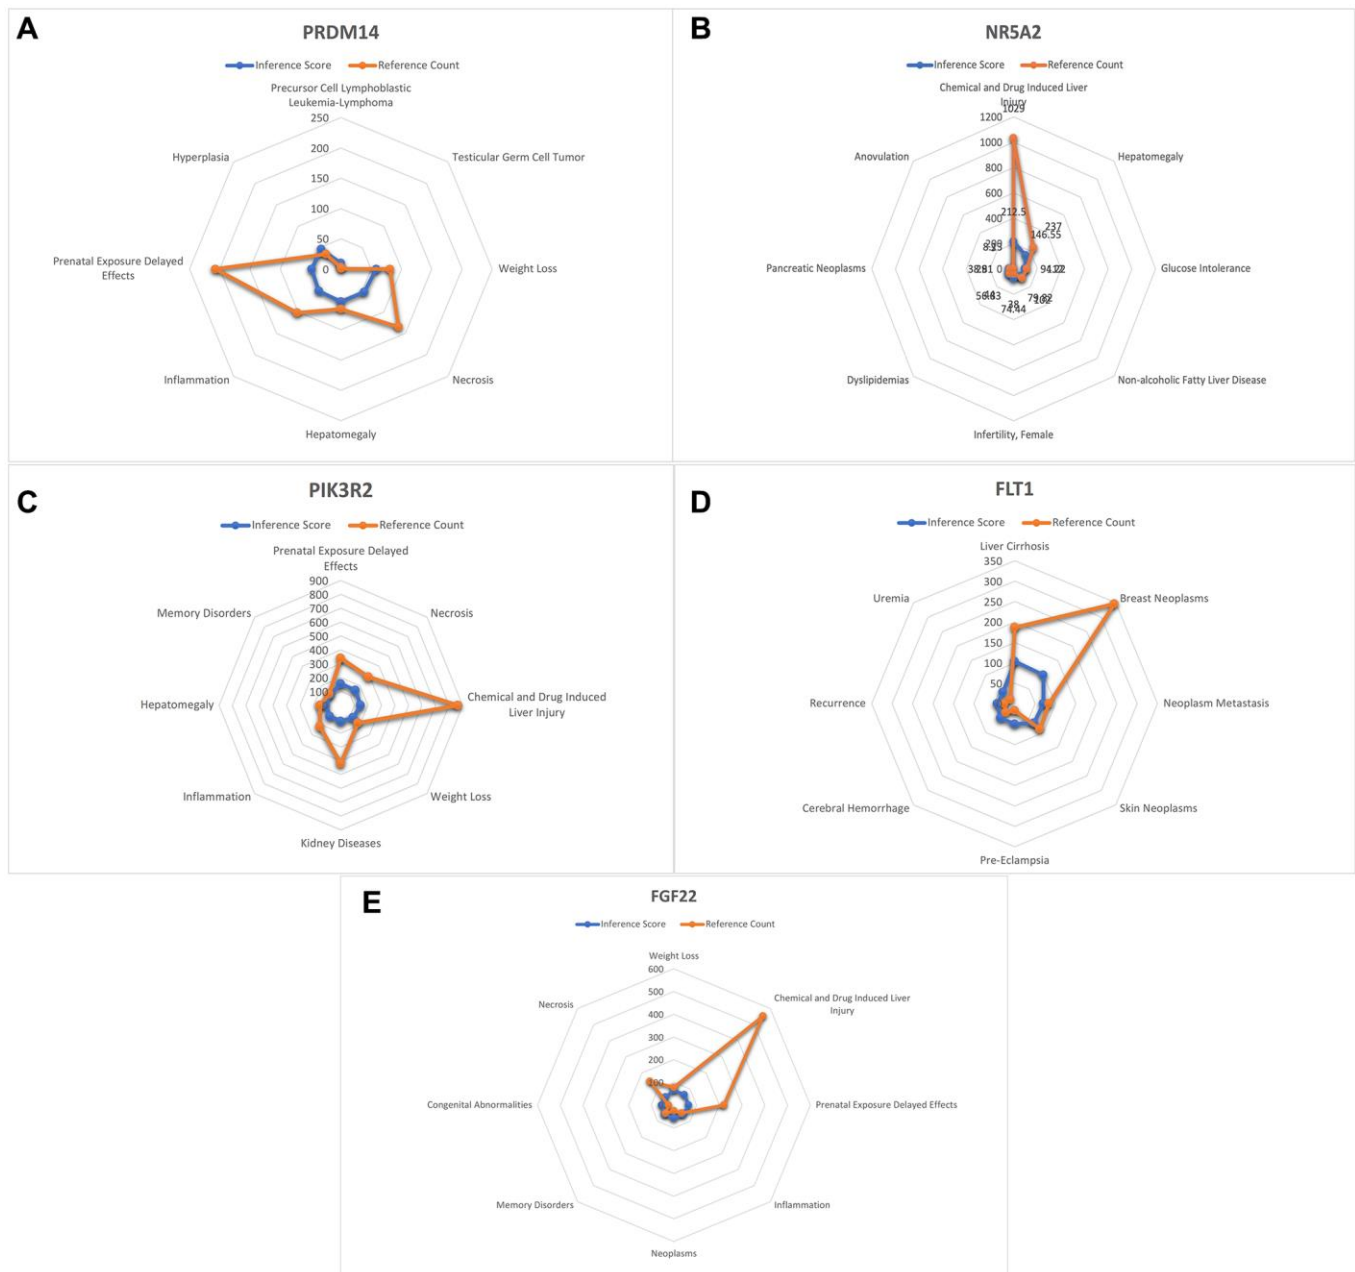 A
PRDM14
Inference Score
Reference Count
Precursor Cell Lymphoblastic
Leukemia-Lymphoma
250
200
150
100
50
0
Hyperplasia
Testicular Germ Cell Tumor
Prenatal Exposure Delayed
Effects
Weight Loss
Inflammation
Necrosis
Hepatomegaly
B
NR5A2
Inference Score
Reference Count
Chemical and Drug Induced Liver
Injury
1029
1200
1000
800
600
400
0
212.5
237
146.55
Anovulation
Hepatomegaly
Pancreatic Neoplasms
Glucose Intolerance
38
74.44
102
Dyslipidemias
Non-alcoholic Fatty Liver Disease
Infertility, Female
C
PIK3R2
Inference Score
Reference Count
Prenatal Exposure Delayed
Effects
900
800
700
600
500
400
300
200
100
Memory Disorders
Necrosis
Hepatomegaly
Chemical and Drug Induced
Liver Injury
Inflammation
Weight Loss
Kidney Diseases
D
FLT1
Inference Score
Reference Count
Liver Cirrhosis
350
300
250
200
150
100
50
Uremia
Breast Neoplasms
Recurrence
Neoplasm Metastasis
Cerebral Hemorrhage
Skin Neoplasms
Pre-Eclampsia
E
FGF22
Inference Score
Reference Count
Weight Loss
600
500
400
300
200
100
Necrosis
Chemical and Drug Induced Liver
Injury
Congenital Abnormalities
Prenatal Exposure Delayed Effects
Memory Disorders
Inflammation
Neoplasms